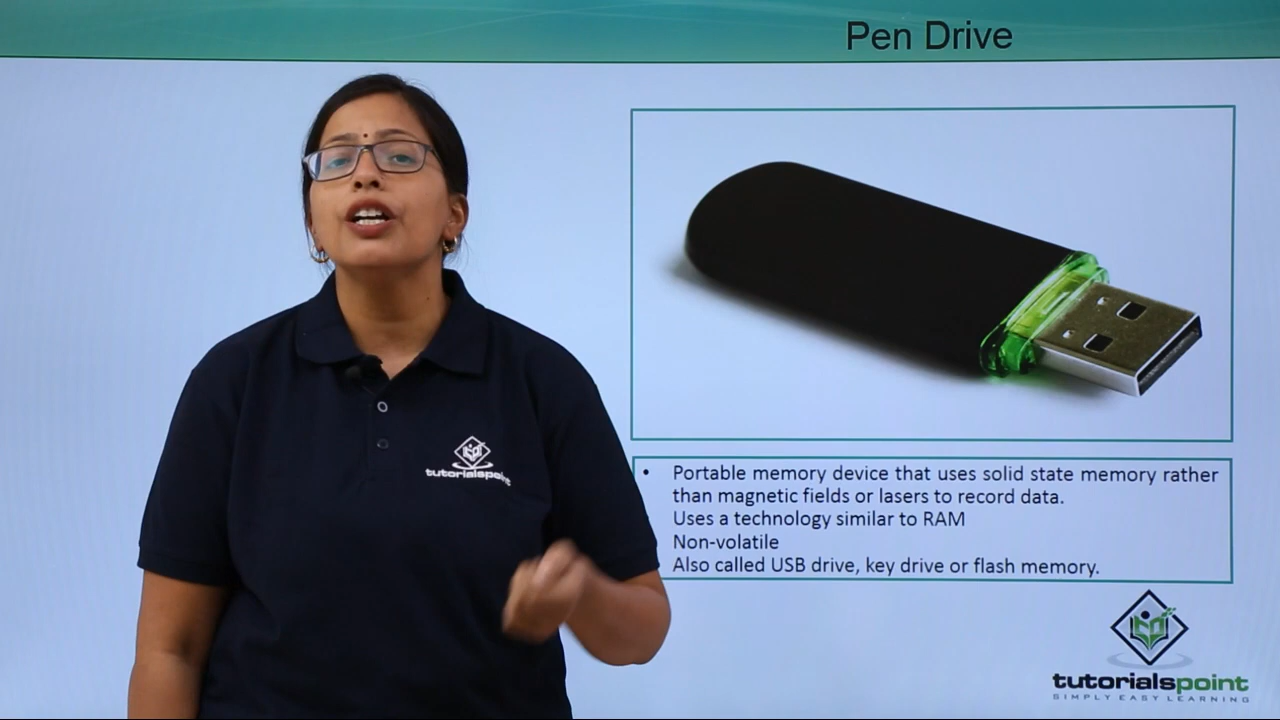 Pen Drive
• Portable memory device that uses solid state memory rather
than magnetic fields or lasers to record data.
Uses a technology similar to RAM
Non-volatile
Also called USB drive, key drive or flash memory.
tutorialspoint
tutorialspoint
SIMPLY EASY LEARNING